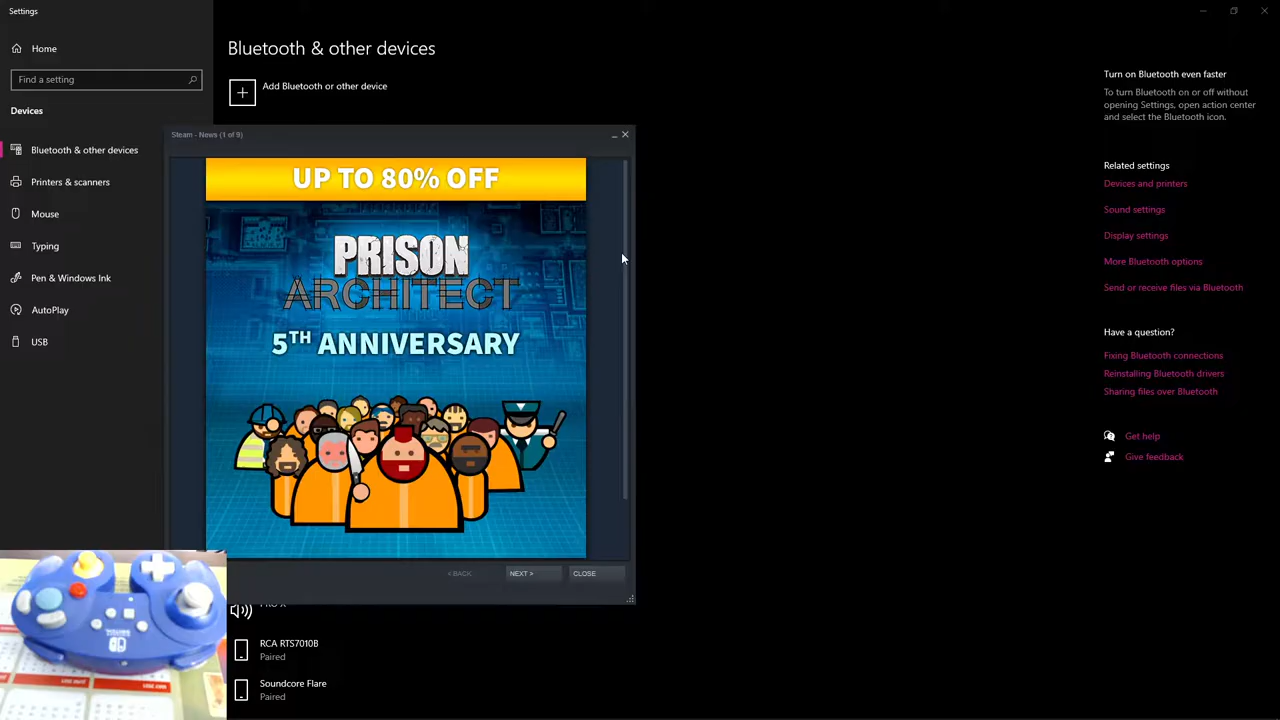 Settings
Home
Find a setting
Devices
Bluetooth & other devices
Printers & scanners
Mouse
Typing
Pen & Windows Ink
AutoPlay
USB
Bluetooth & other devices
Add Bluetooth or other device
Steam - News (1 of 9)
UP TO 80% OFF
PRISON
ARCHITECT
5TH ANNIVERSARY
< BACK
NEXT >
CLOSE
PRO X
RCA RTS7010B
Paired
Soundcore Flare
Paired
Turn on Bluetooth even faster
To turn Bluetooth on or off without
opening Settings, open action center
and select the Bluetooth icon.
Related settings
Devices and printers
Sound settings
Display settings
More Bluetooth options
Send or receive files via Bluetooth
Have a question?
Fixing Bluetooth connections
Reinstalling Bluetooth drivers
Sharing files over Bluetooth
Get help
Give feedback